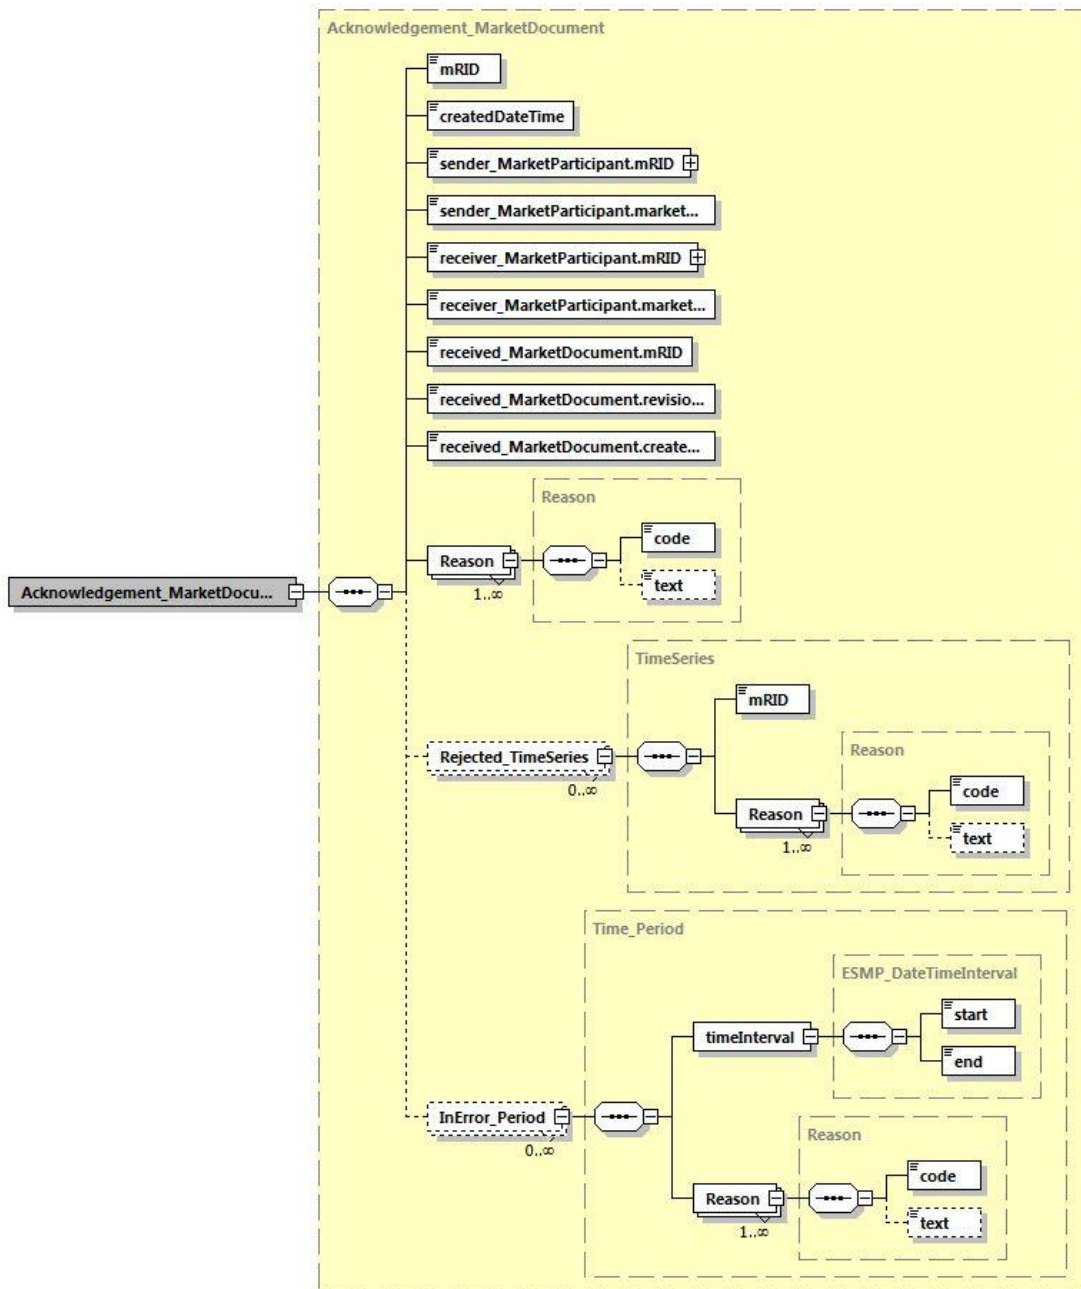 Acknowledgement_MarketDocument
mRID
createdDateTime
sender_MarketParticipant.mRID
sender_MarketParticipant.market...
receiver_MarketParticipant.mRID
receiver_MarketParticipant.market...
received_MarketDocument.mRID
received_MarketDocument.revisio...
received_MarketDocument.create...
Reason
code
Reason
text
1..∞
Acknowledgement_MarketDocu...
TimeSeries
mRID
Rejected_TimeSeries
0..∞
Reason
code
Reason
text
1..∞
Time_Period
ESMP_DateTimeInterval
start
timeInterval
end
InError_Period
0..∞
Reason
code
Reason
text
1..∞